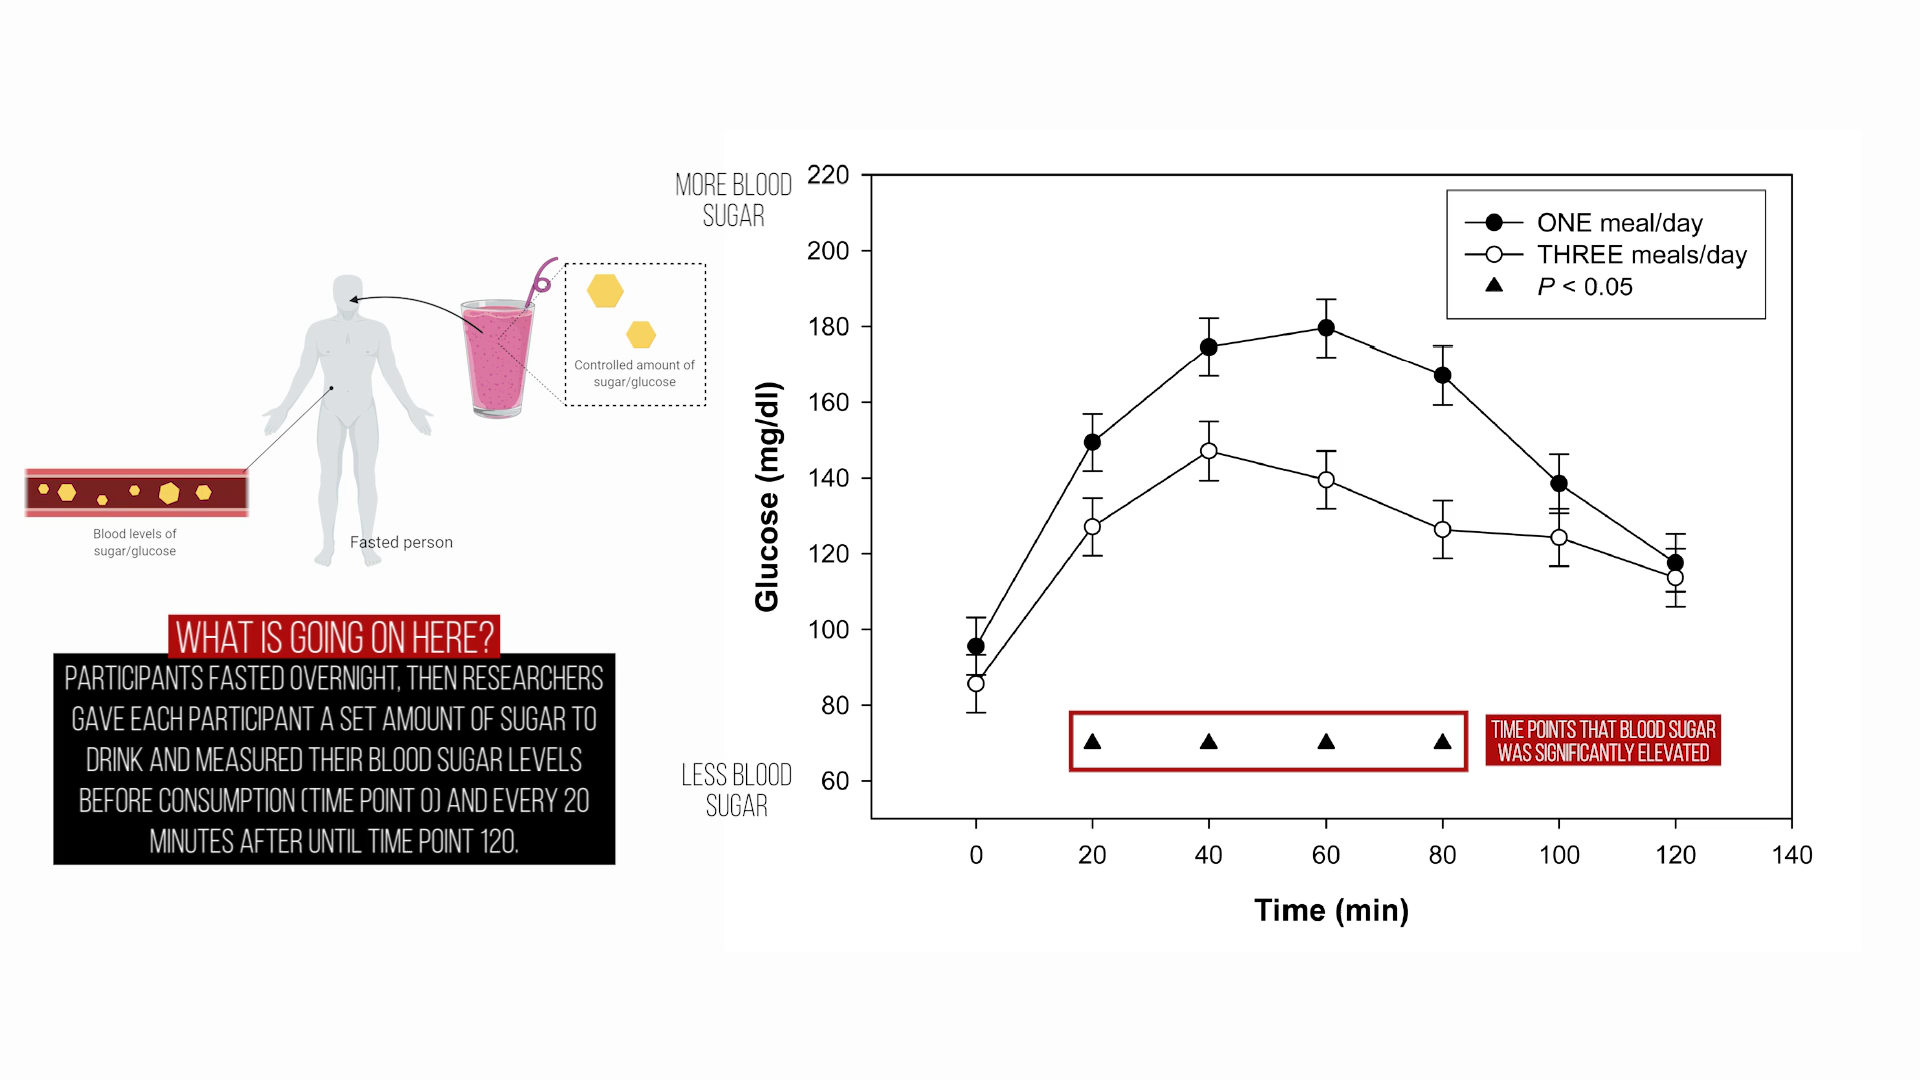 MORE BLOOD
SUGAR
Controlled amount of
sugar/glucose
Blood levels of
sugar/glucose
Fasted person
WHAT IS GOING ON HERE?
PARTICIPANTS FASTED OVERNIGHT, THEN RESEARCHERS
GAVE EACH PARTICIPANT A SET AMOUNT OF SUGAR TO
DRINK AND MEASURED THEIR BLOOD SUGAR LEVELS
BEFORE CONSUMPTION (TIME POINT 0) AND EVERY 20
MINUTES AFTER UNTIL TIME POINT 120.
LESS BLOOD
SUGAR
Glucose (mg/dl)
220
200
180
160
140
120
100
80
60
ONE meal/day
THREE meals/day
P < 0.05
TIME POINTS THAT BLOOD SUGAR
WAS SIGNIFICANTLY ELEVATED
0 20 40 60 80 100 120 140
Time (min)